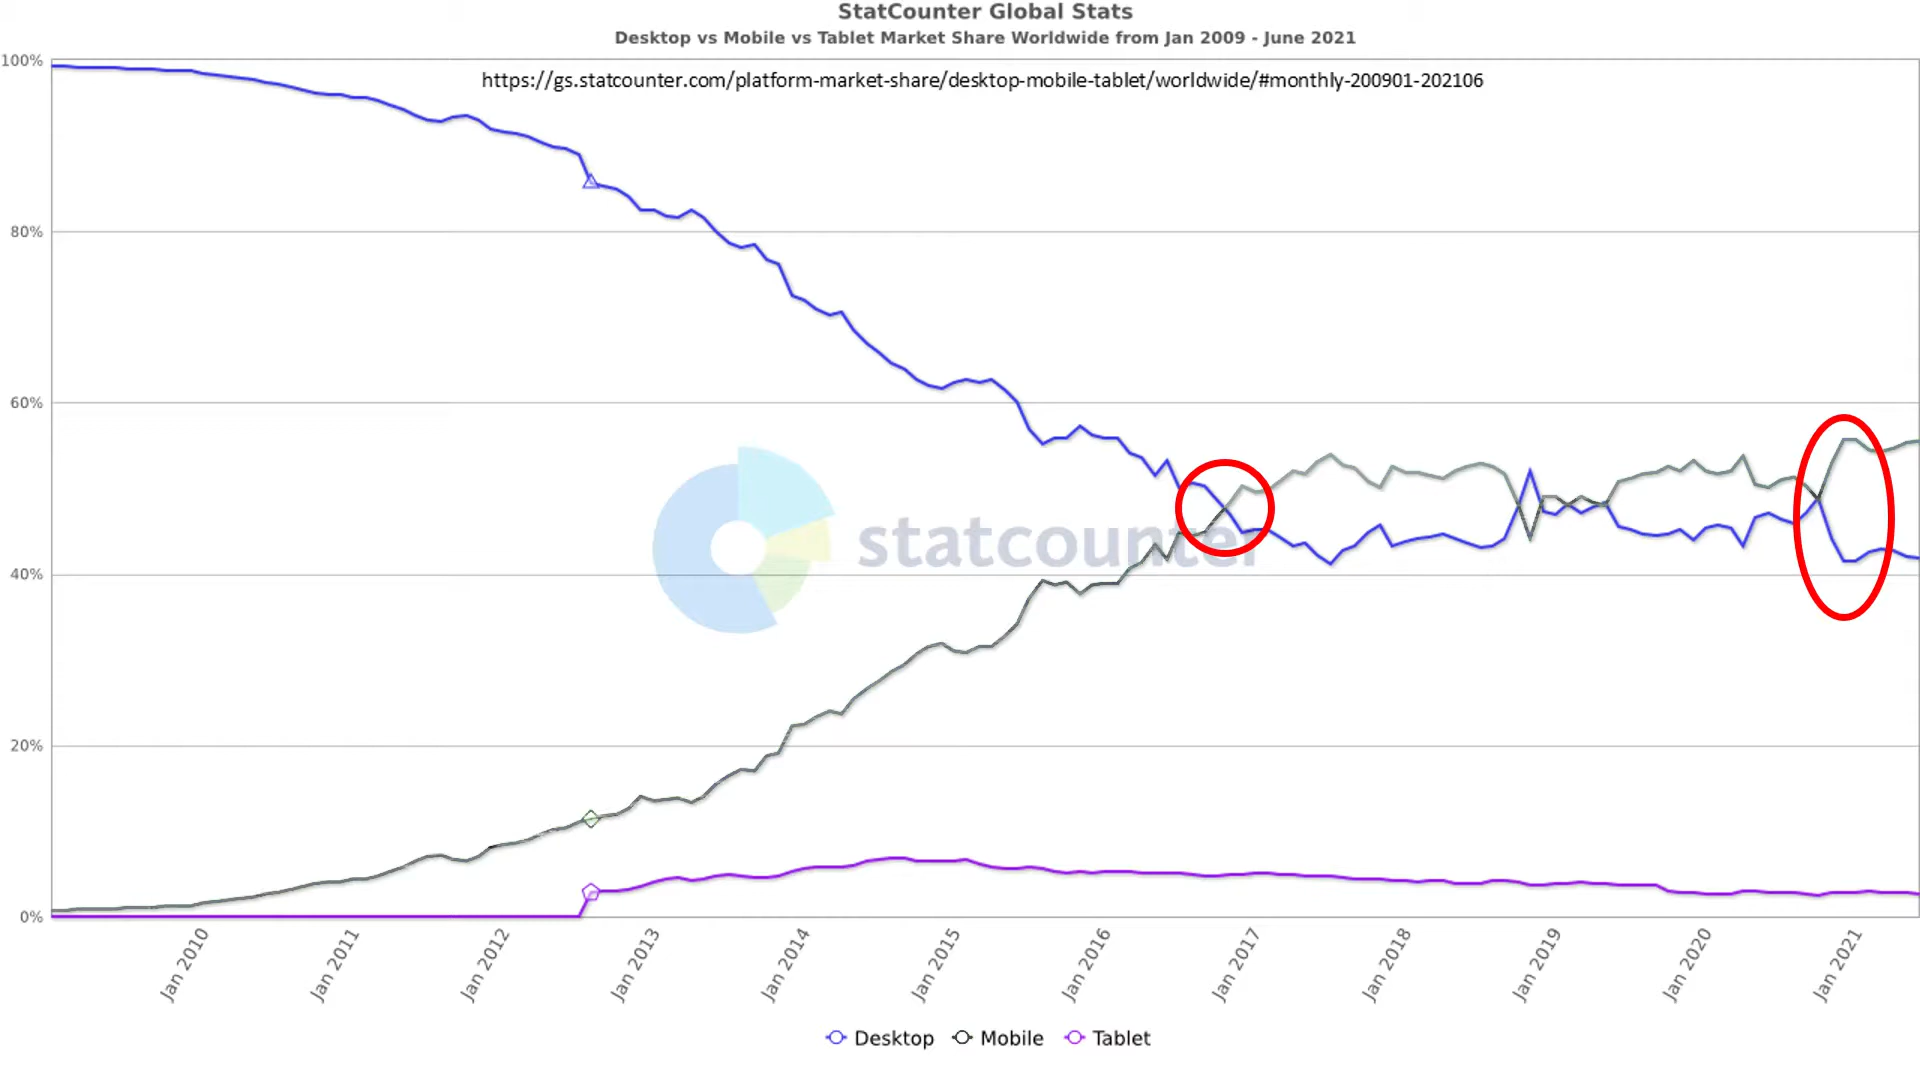 StatCounter Global Stats
Desktop vs Mobile vs Tablet Market Share Worldwide from Jan 2009 - June 2021
100%
https://gs.statcounter.com/platform-market-share/desktop-mobile-tablet/worldwide/#monthly-200901-202106
80%
60%
statcounter
40%
20%
0%
Jan 2010
Jan 2011
Jan 2012
Jan 2013
Jan 2014
Jan 2015
Jan 2016
Jan 2017
Jan 2018
Jan 2019
Jan 2020
Jan 2021
Desktop Mobile Tablet